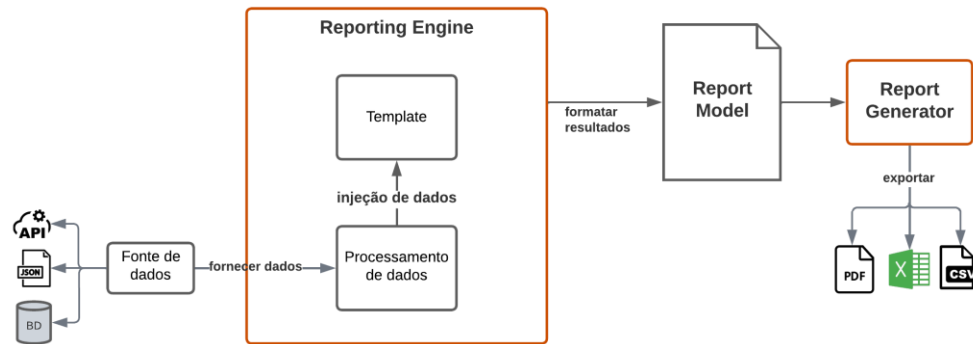 Reporting Engine
Template
injeção de dados
Processamento
de dados
API
JSON
BD
Fonte de
dados
fornecer dados
formatar
resultados
Report
Model
Report
Generator
exportar
PDF
X
CSV